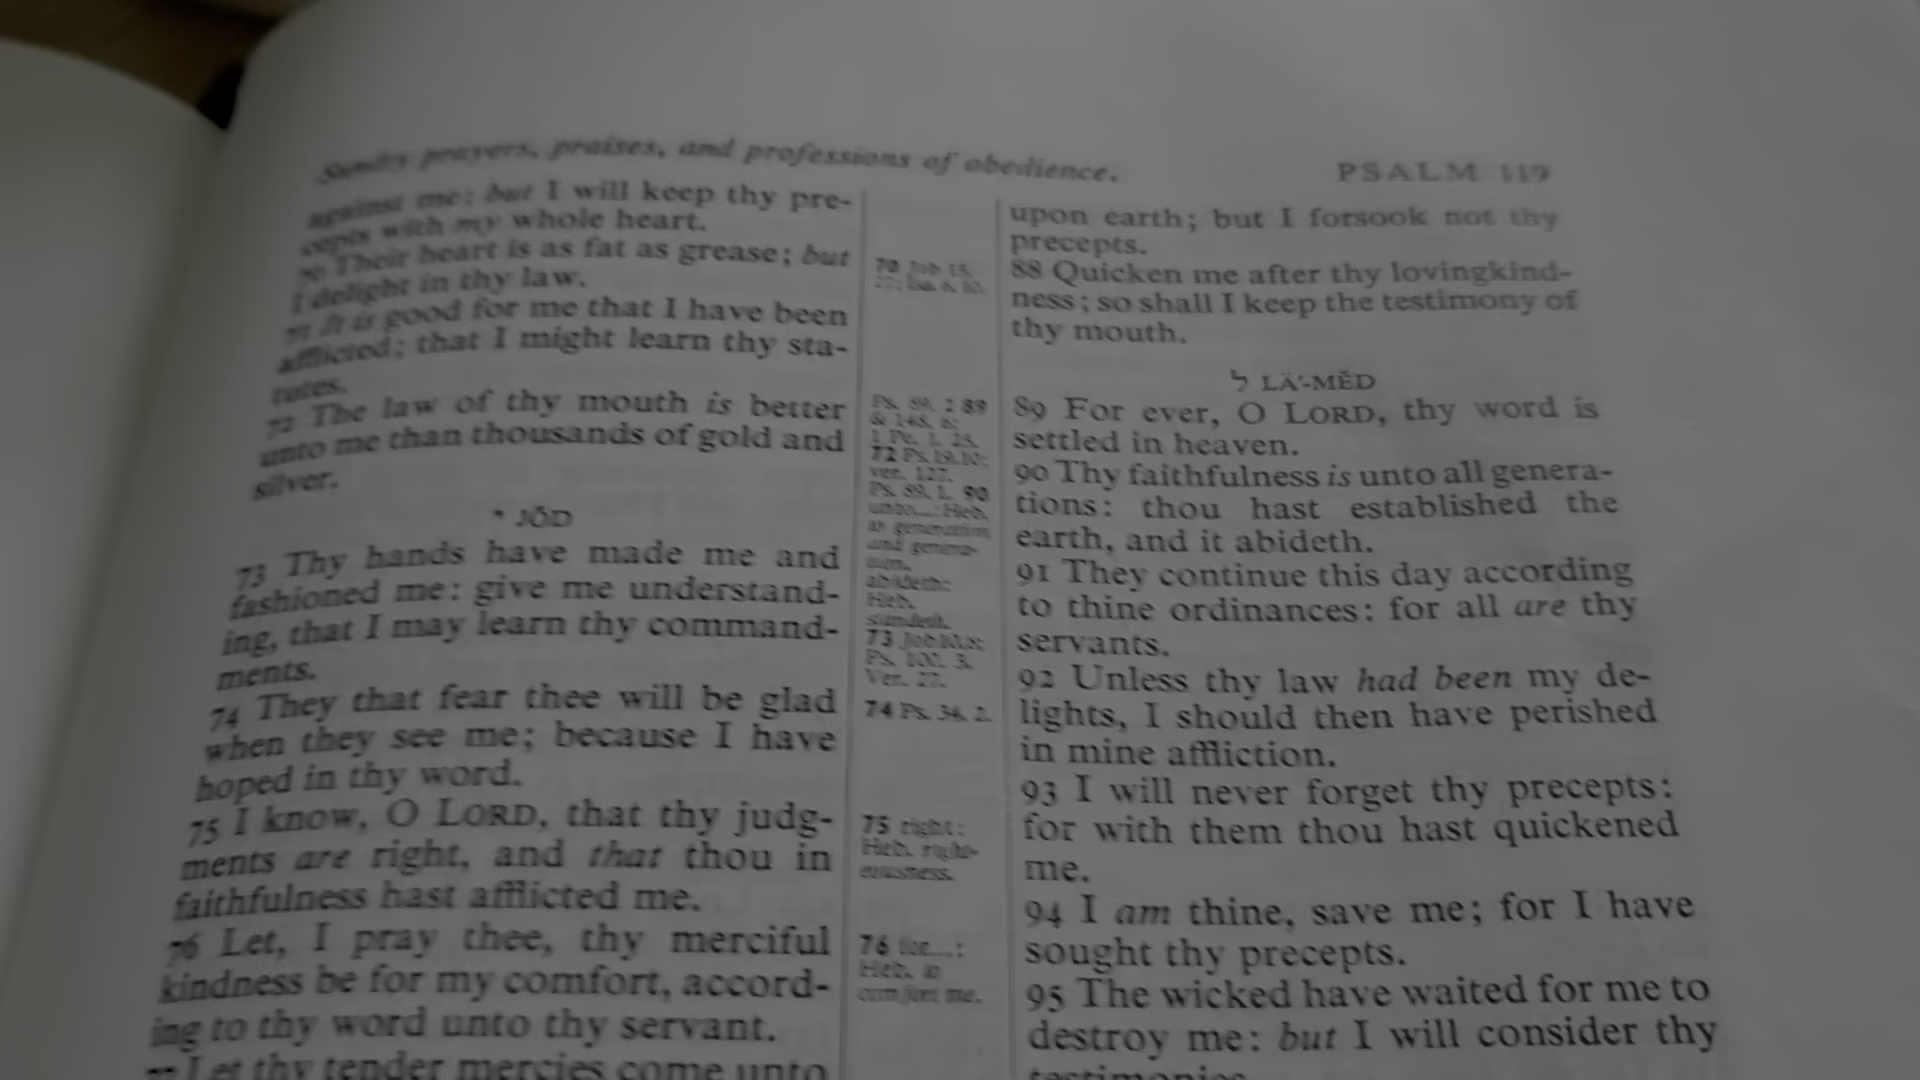 Sundry prayers, praises, and professions of obedience.
PSALM 119
against me: but I will keep thy pre-
cepts with my whole heart.
70 Their heart is as fat as grease; but
I delight in thy law.
71 It is good for me that I have been
afflicted; that I might learn thy sta-
tutes.
72 The law of thy mouth is better
unto me than thousands of gold and
silver.
י JŌD
73 Thy hands have made me and
fashioned me: give me understand-
ing, that I may learn thy command-
ments.
74 They that fear thee will be glad
when they see me; because I have
hoped in thy word.
75 I know, O LORD, that thy judg-
ments are right, and that thou in
faithfulness hast afflicted me.
76 Let, I pray thee, thy merciful
kindness be for my comfort, accord-
ing to thy word unto thy servant.
Let thy tender mercies come unto
70 Job 15.
27; Isa. 6. 10.
Ps. 89. 2 89
& 148. 6;
1 Pe. 1. 25.
72 Ps. 19. 10;
ver. 127.
Ps. 89. 1. 90
unto...: Heb.
to generation
and genera-
tion.
abideth:
Heb.
standeth.
73 Job 10. 8;
Ps. 100. 3.
Ver. 27.
74 Ps. 34. 2.
75 right:
Heb. right-
eousness.
76 for...:
Heb. to
comfort me.
upon earth; but I forsook not thy
precepts.
88 Quicken me after thy lovingkind-
ness; so shall I keep the testimony of
thy mouth.
ל LÄ'-MĔD
89 For ever, O LORD, thy word is
settled in heaven.
90 Thy faithfulness is unto all genera-
tions: thou hast established the
earth, and it abideth.
91 They continue this day according
to thine ordinances: for all are thy
servants.
92 Unless thy law had been my de-
lights, I should then have perished
in mine affliction.
93 I will never forget thy precepts:
for with them thou hast quickened
me.
94 I am thine, save me; for I have
sought thy precepts.
95 The wicked have waited for me to
destroy me: but I will consider thy
testimonies.